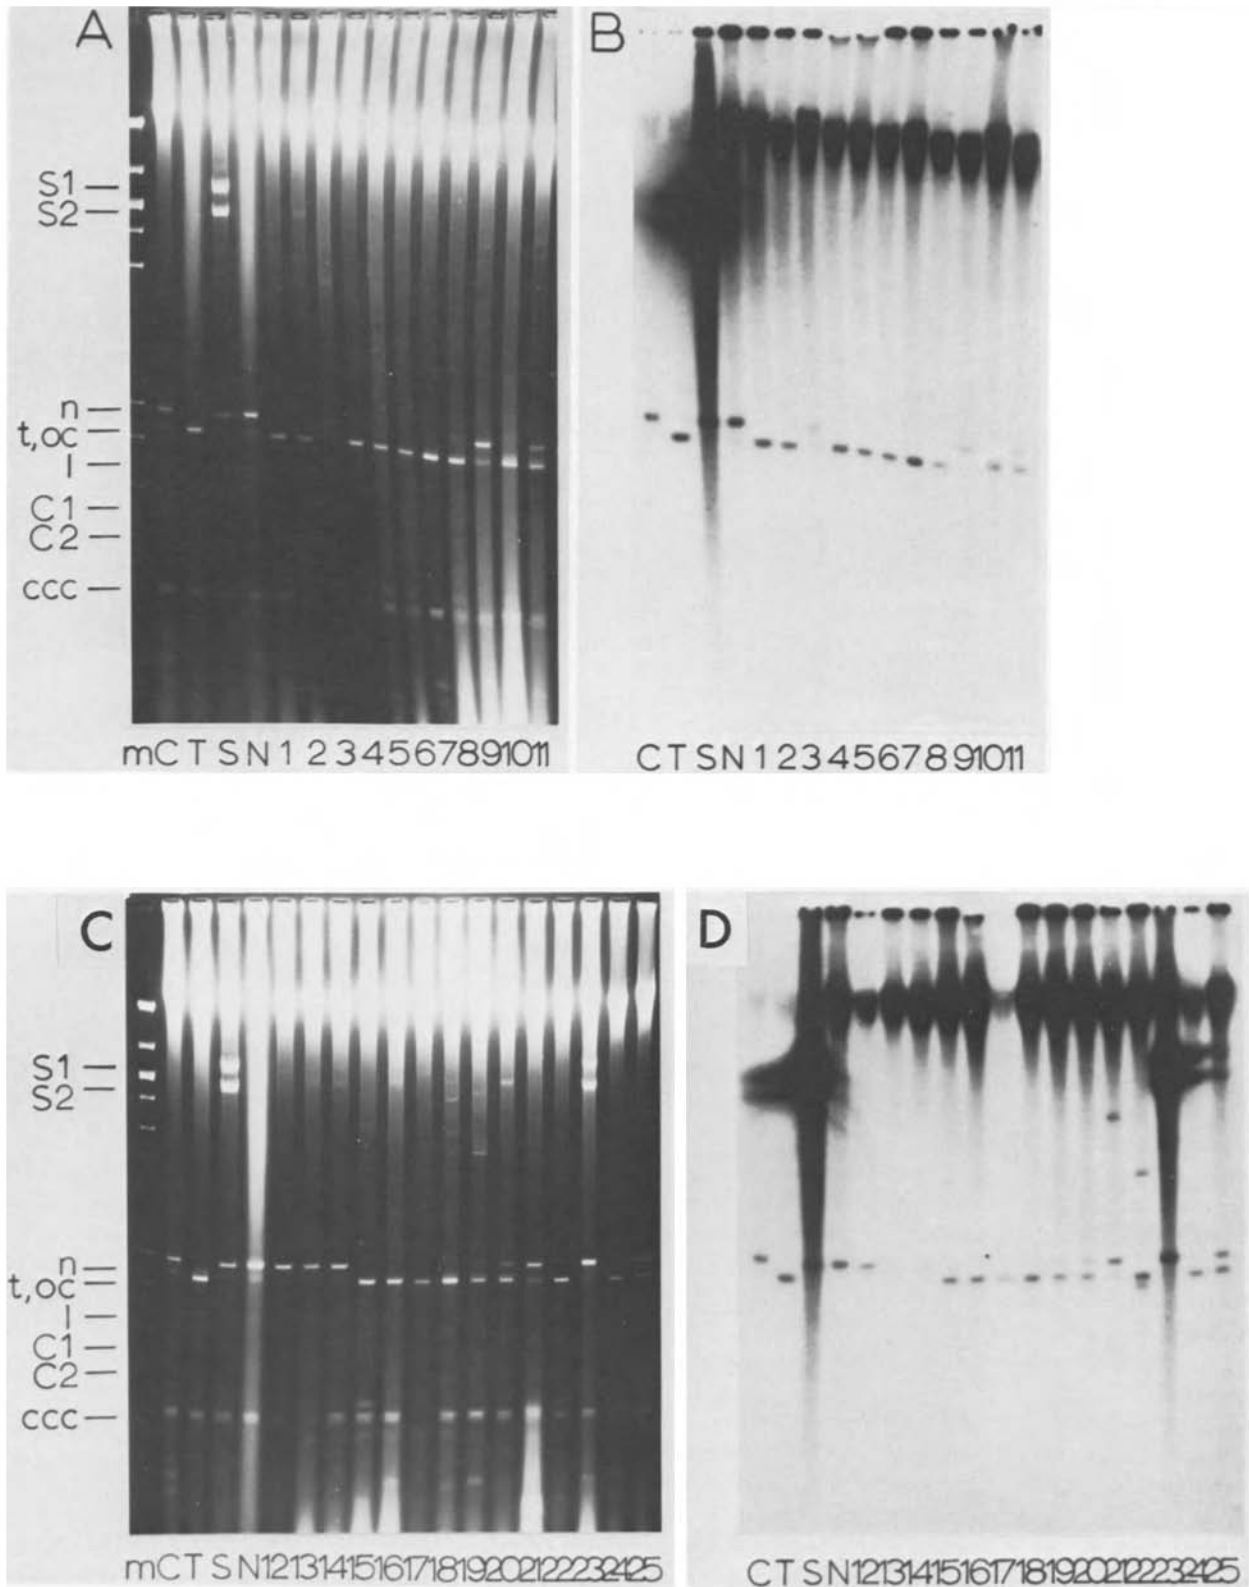 A
S1
S2
n
t,oc
l
C1
C2
ccc
mCTSN1234567891011
B
CTSN1234567891011
C
S1
S2
n
t,oc
l
C1
C2
ccc
mCTSN1213141516171819202122232425
D
CTSN1213141516171819202122232425